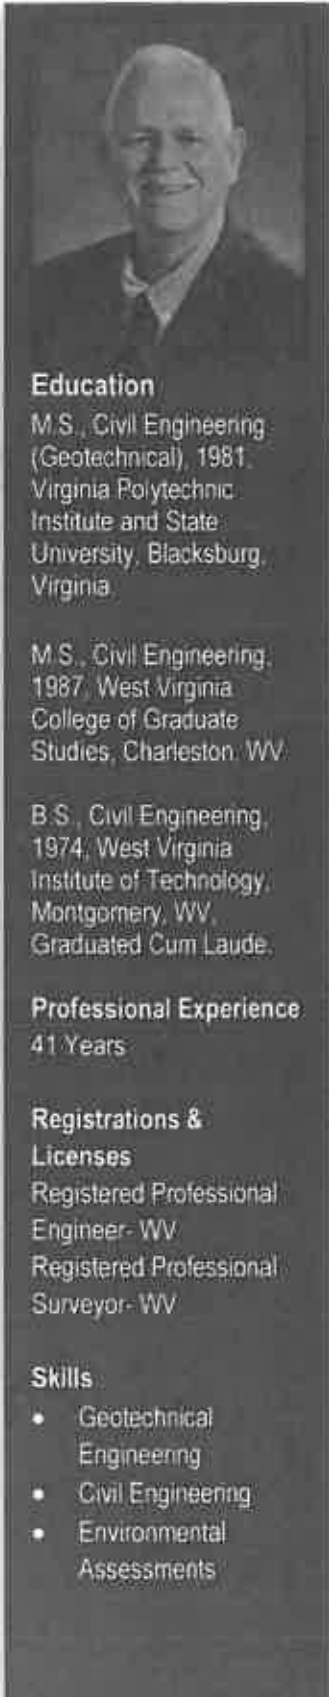 Education
M.S., Civil Engineering
(Geotechnical), 1981,
Virginia Polytechnic
Institute and State
University, Blacksburg,
Virginia
M.S., Civil Engineering,
1987, West Virginia
College of Graduate
Studies, Charleston, WV
B.S., Civil Engineering,
1974, West Virginia
Institute of Technology,
Montgomery, WV,
Graduated Cum Laude.
Professional Experience
41 Years
Registrations &
Licenses
Registered Professional
Engineer- WV
Registered Professional
Surveyor- WV
Skills
• Geotechnical
Engineering
• Civil Engineering
• Environmental
Assessments